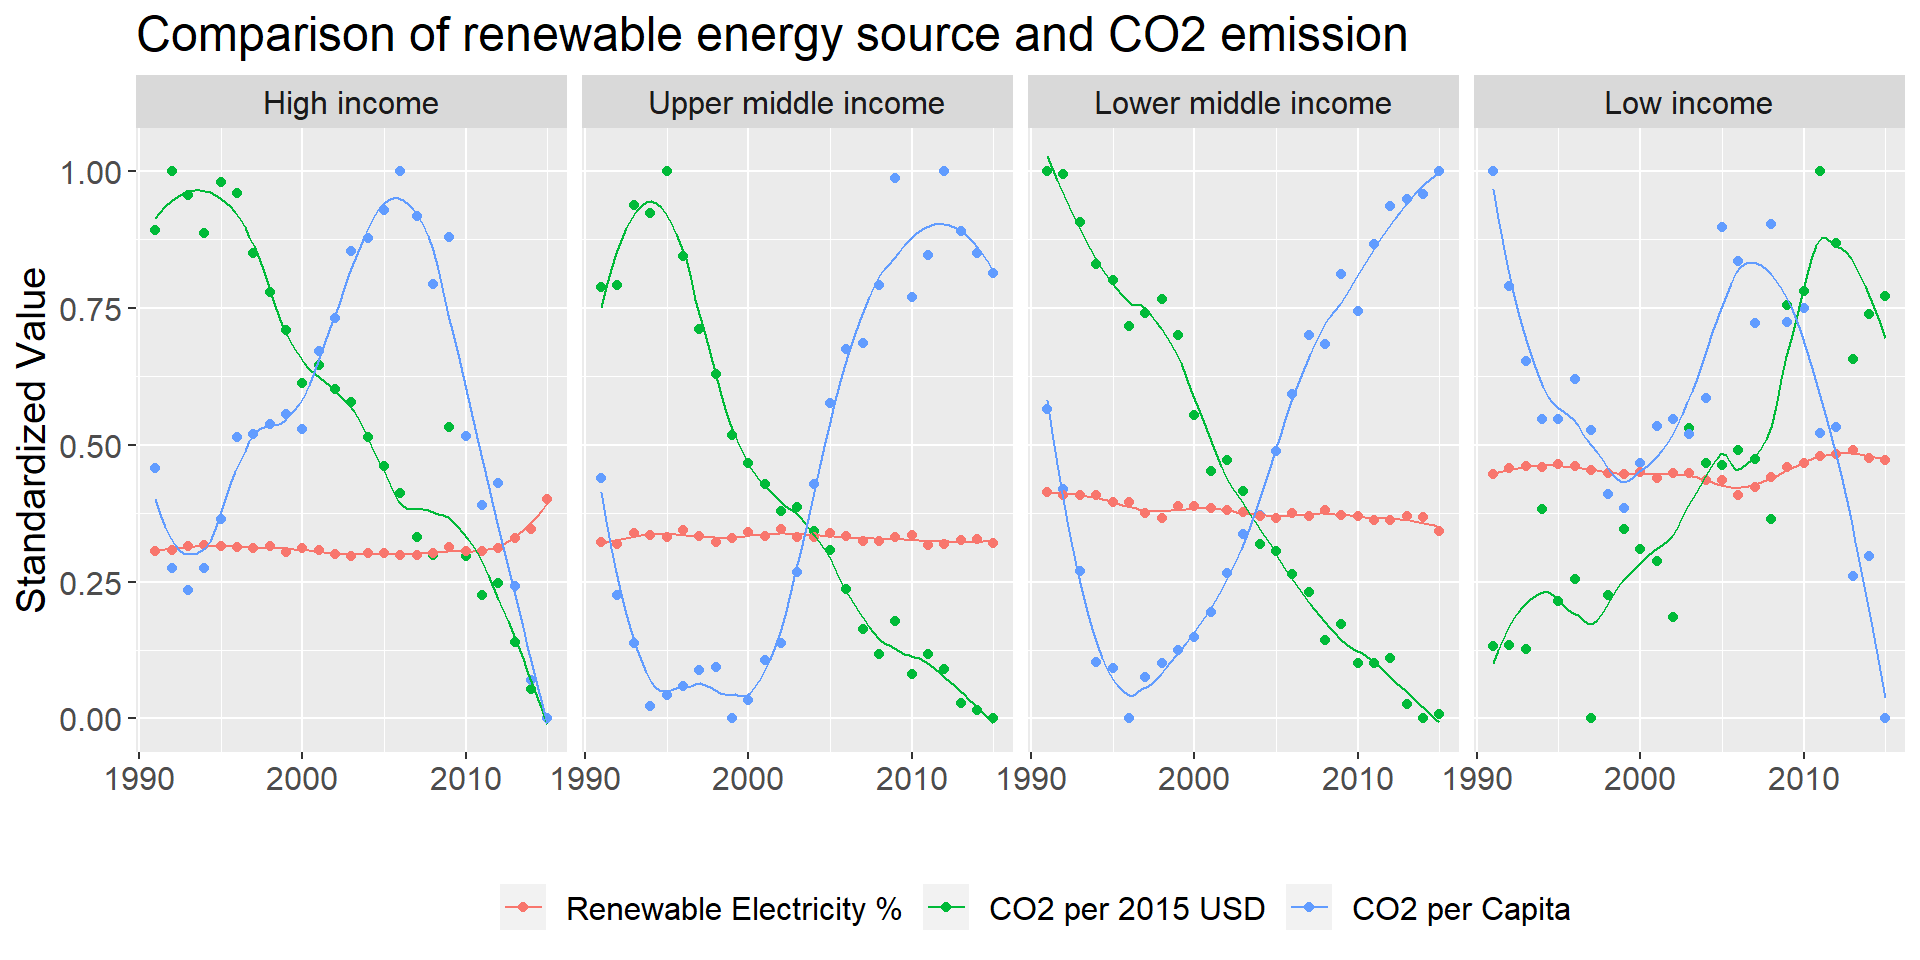 Comparison of renewable energy source and CO2 emission
High income
Upper middle income
Lower middle income
Low income
Standardized Value
1.00
0.75
0.50
0.25
0.00
1990 2000 2010
1990 2000 2010
1990 2000 2010
1990 2000 2010
Renewable Electricity % CO2 per 2015 USD CO2 per Capita